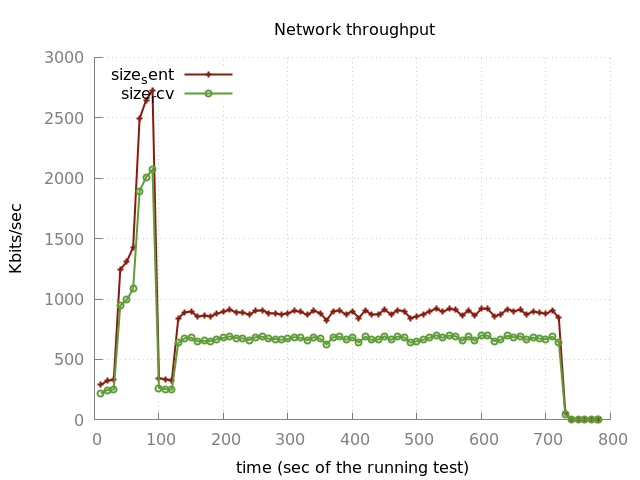 Network throughput
3000
2500
2000
1500
1000
500
0
Kbits/sec
size_sent
size_rcv
0 100 200 300 400 500 600 700 800
time (sec of the running test)